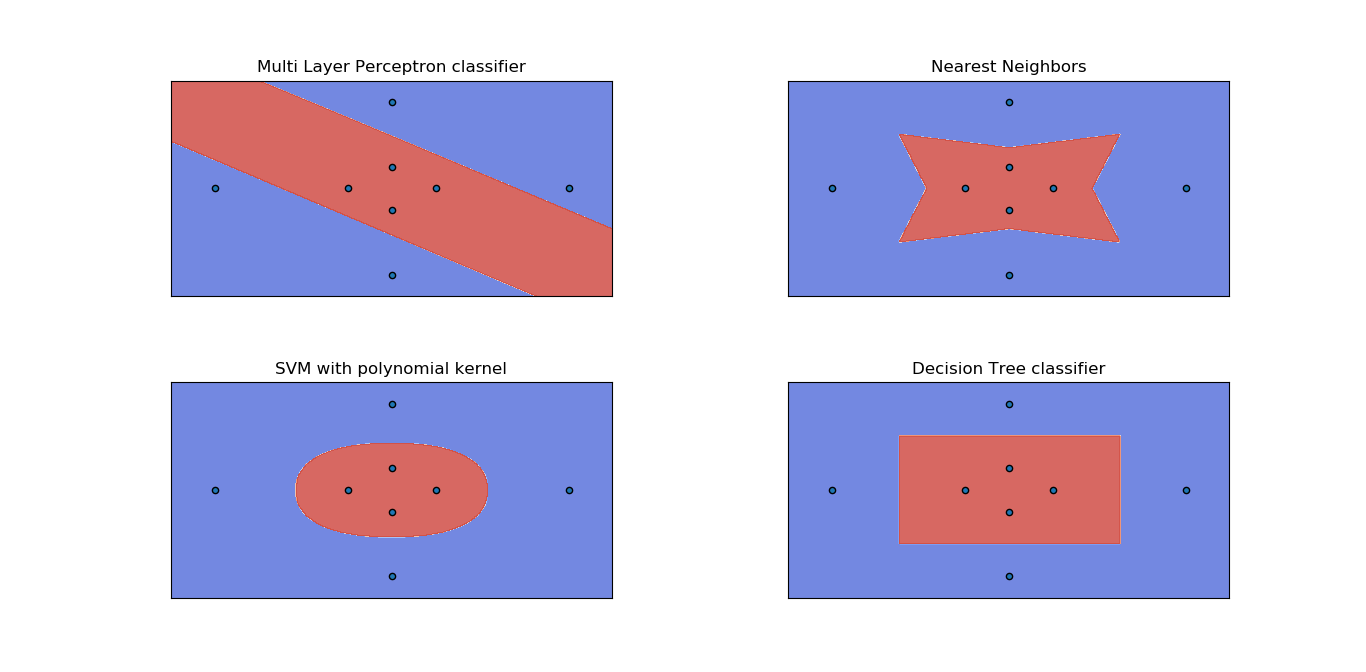 Multi Layer Perceptron classifier
Nearest Neighbors
SVM with polynomial kernel
Decision Tree classifier